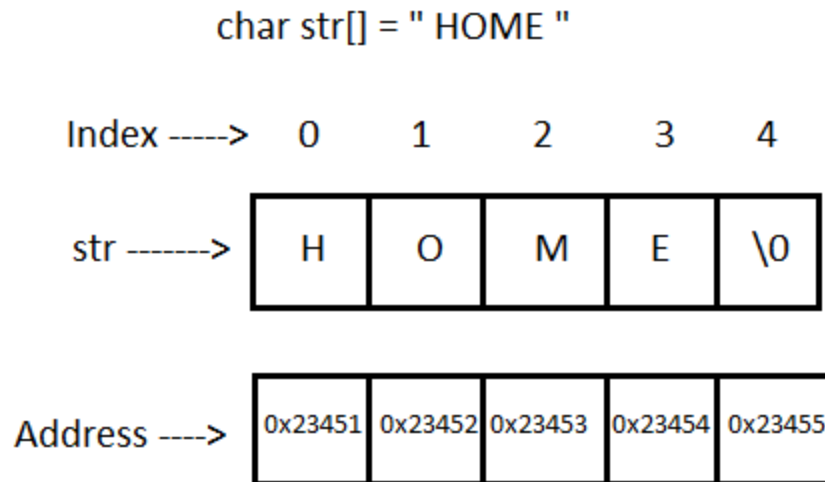 char str[] = " HOME "
Index -----> 0 1 2 3 4
str -------> H O M E \0
Address ----> 0x23451 0x23452 0x23453 0x23454 0x23455